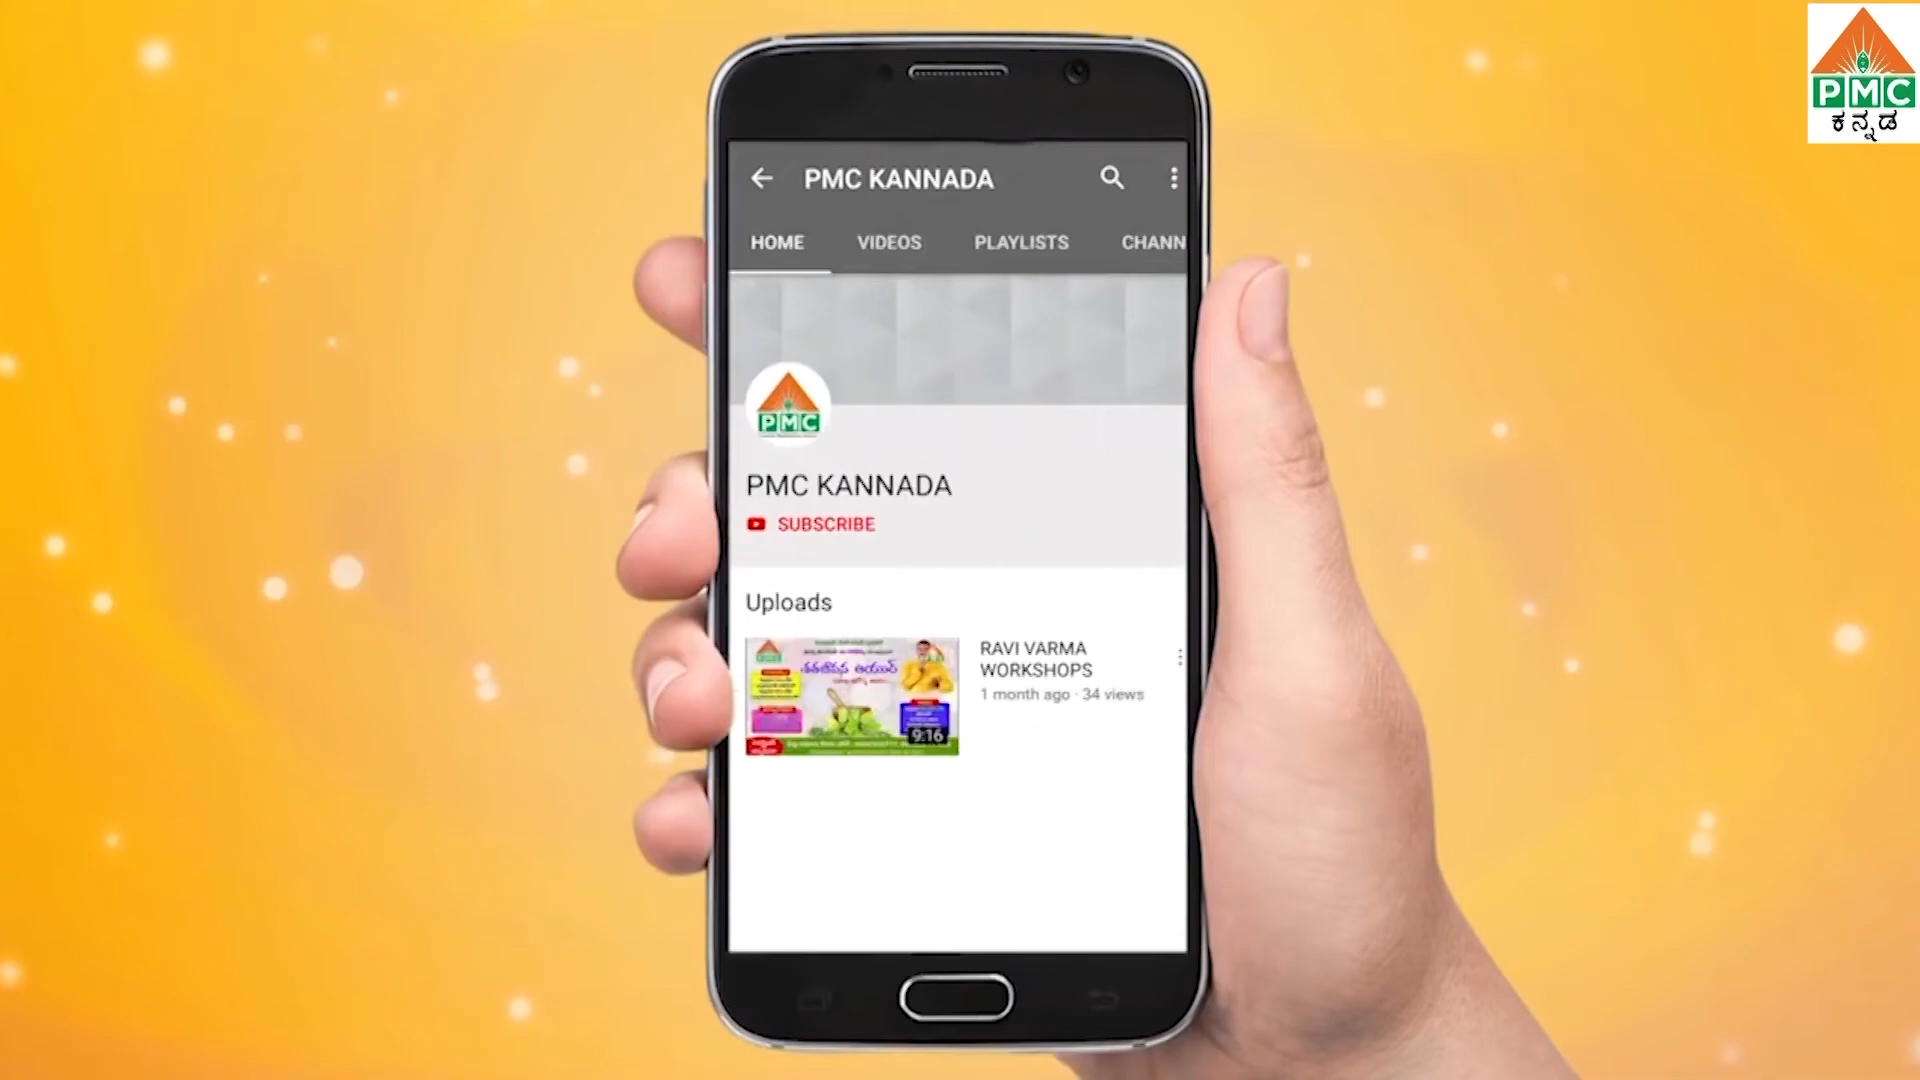 PMC
ಕನ್ನಡ
PMC KANNADA
HOME VIDEOS PLAYLISTS CHANN
PMC
PMC KANNADA
SUBSCRIBE
Uploads
RAVI VARMA
WORKSHOPS
1 month ago · 34 views
9:16